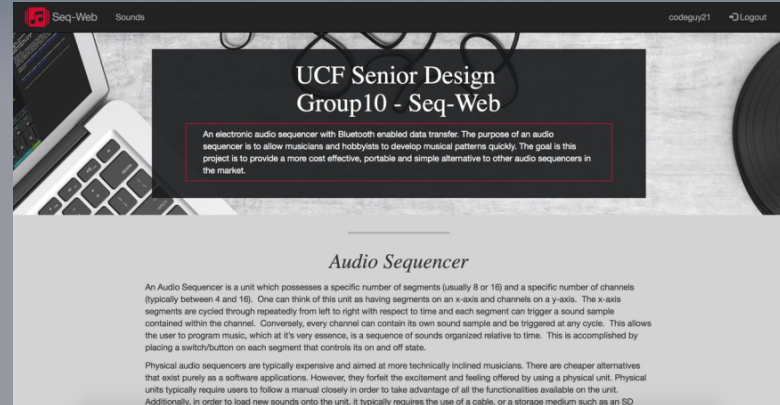 Seq-Web Sounds codeguy21 Logout
UCF Senior Design
Group10 - Seq-Web
An electronic audio sequencer with Bluetooth enabled data transfer. The purpose of an audio
sequencer is to allow musicians and hobbyists to develop musical patterns quickly. The goal is this
project is to provide a more cost effective, portable and simple alternative to other audio sequencers in
the market.
Audio Sequencer
An Audio Sequencer is a unit which possesses a specific number of segments (usually 8 or 16) and a specific number of channels
(typically between 4 and 16). One can think of this unit as having segments on an x-axis and channels on a y-axis. The x-axis
segments are cycled through repeatedly from left to right with respect to time and each segment can trigger a sound sample
contained within the channel. Conversely, every channel can contain its own sound sample and be triggered at any cycle. This allows
the user to program music, which at it's very essence, is a sequence of sounds organized relative to time. This is accomplished by
placing a switch/button on each segment that controls its on and off state.
Physical audio sequencers are typically expensive and aimed at more technically inclined musicians. There are cheaper alternatives
that exist purely as a software applications. However, they forfeit the excitement and feeling offered by using a physical unit. Physical
units typically require users to follow a manual closely in order to take advantage of all the functionalities available on the unit.
Additionally, in order to load new sounds onto the unit, it typically requires the use of a cable, or a storage medium such as an SD